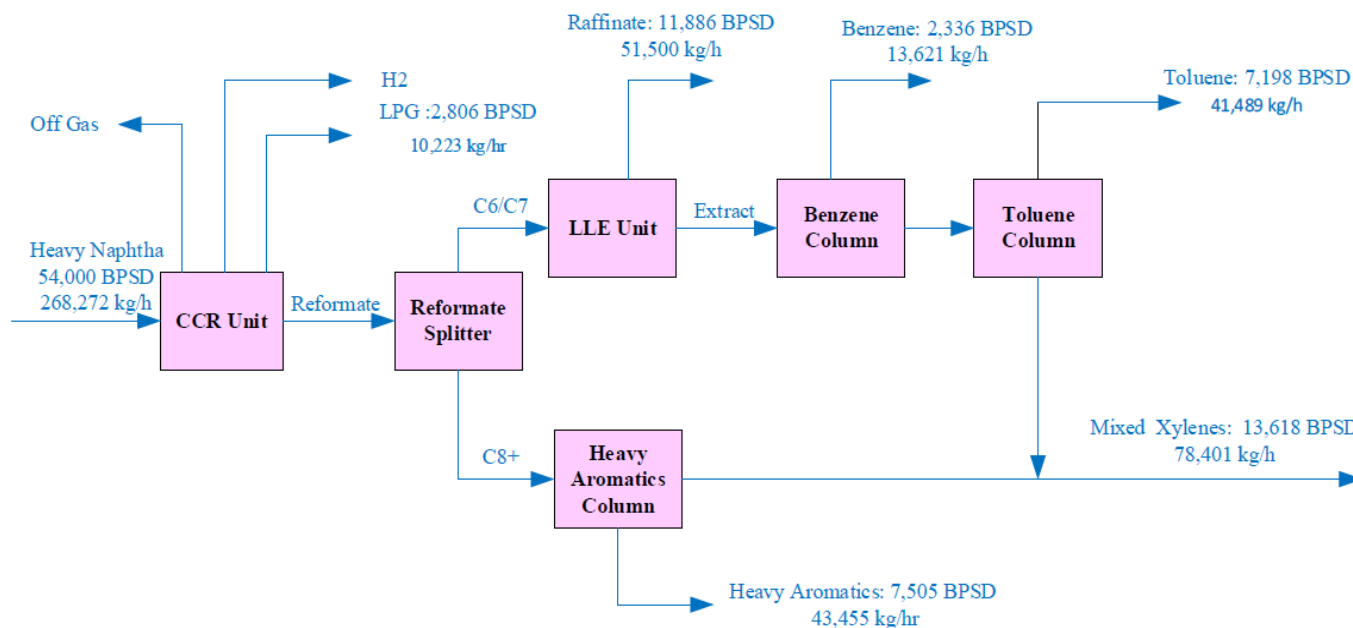 Raffinate: 11,886 BPSD
51,500 kg/h
Benzene: 2,336 BPSD
13,621 kg/h
Toluene: 7,198 BPSD
41,489 kg/h
H2
LPG :2,806 BPSD
10,223 kg/hr
Off Gas
C6/C7
LLE Unit
Extract
Benzene
Column
Toluene
Column
Heavy Naphtha
54,000 BPSD
268,272 kg/h
CCR Unit
Reformate
Reformate
Splitter
C8+
Heavy
Aromatics
Column
Mixed Xylenes: 13,618 BPSD
78,401 kg/h
Heavy Aromatics: 7,505 BPSD
43,455 kg/hr